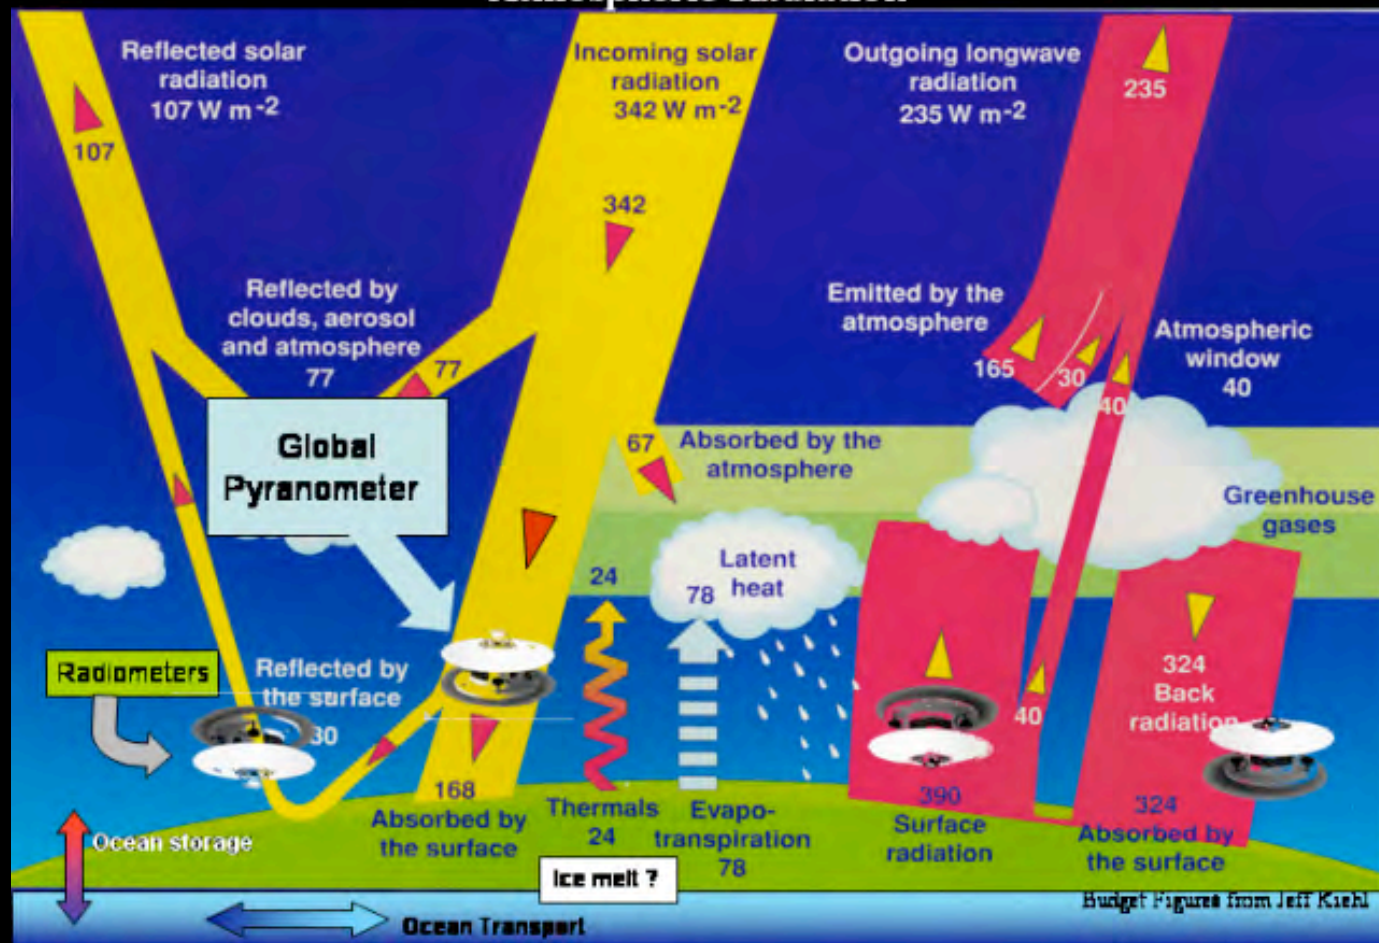 Atmospheric Radiation
Reflected solar
radiation
107 W m-2
107
Incoming solar
radiation
342 W m-2
342
Outgoing longwave
radiation
235 W m-2
235
Reflected by
clouds, aerosol
and atmosphere
77
77
Emitted by the
atmosphere
165
30
40
Atmospheric
window
40
Global
Pyranometer
67
Absorbed by the
atmosphere
Greenhouse
gases
24
Latent
heat
78
Radiometers
Reflected by
the surface
30
324
Back
radiation
40
168
Absorbed by
the surface
Thermals
24
Evapo-
transpiration
78
390
Surface
radiation
324
Absorbed by
the surface
Ocean storage
Ice melt ?
Budget Figures from Jeff Kiehl
Ocean Transport